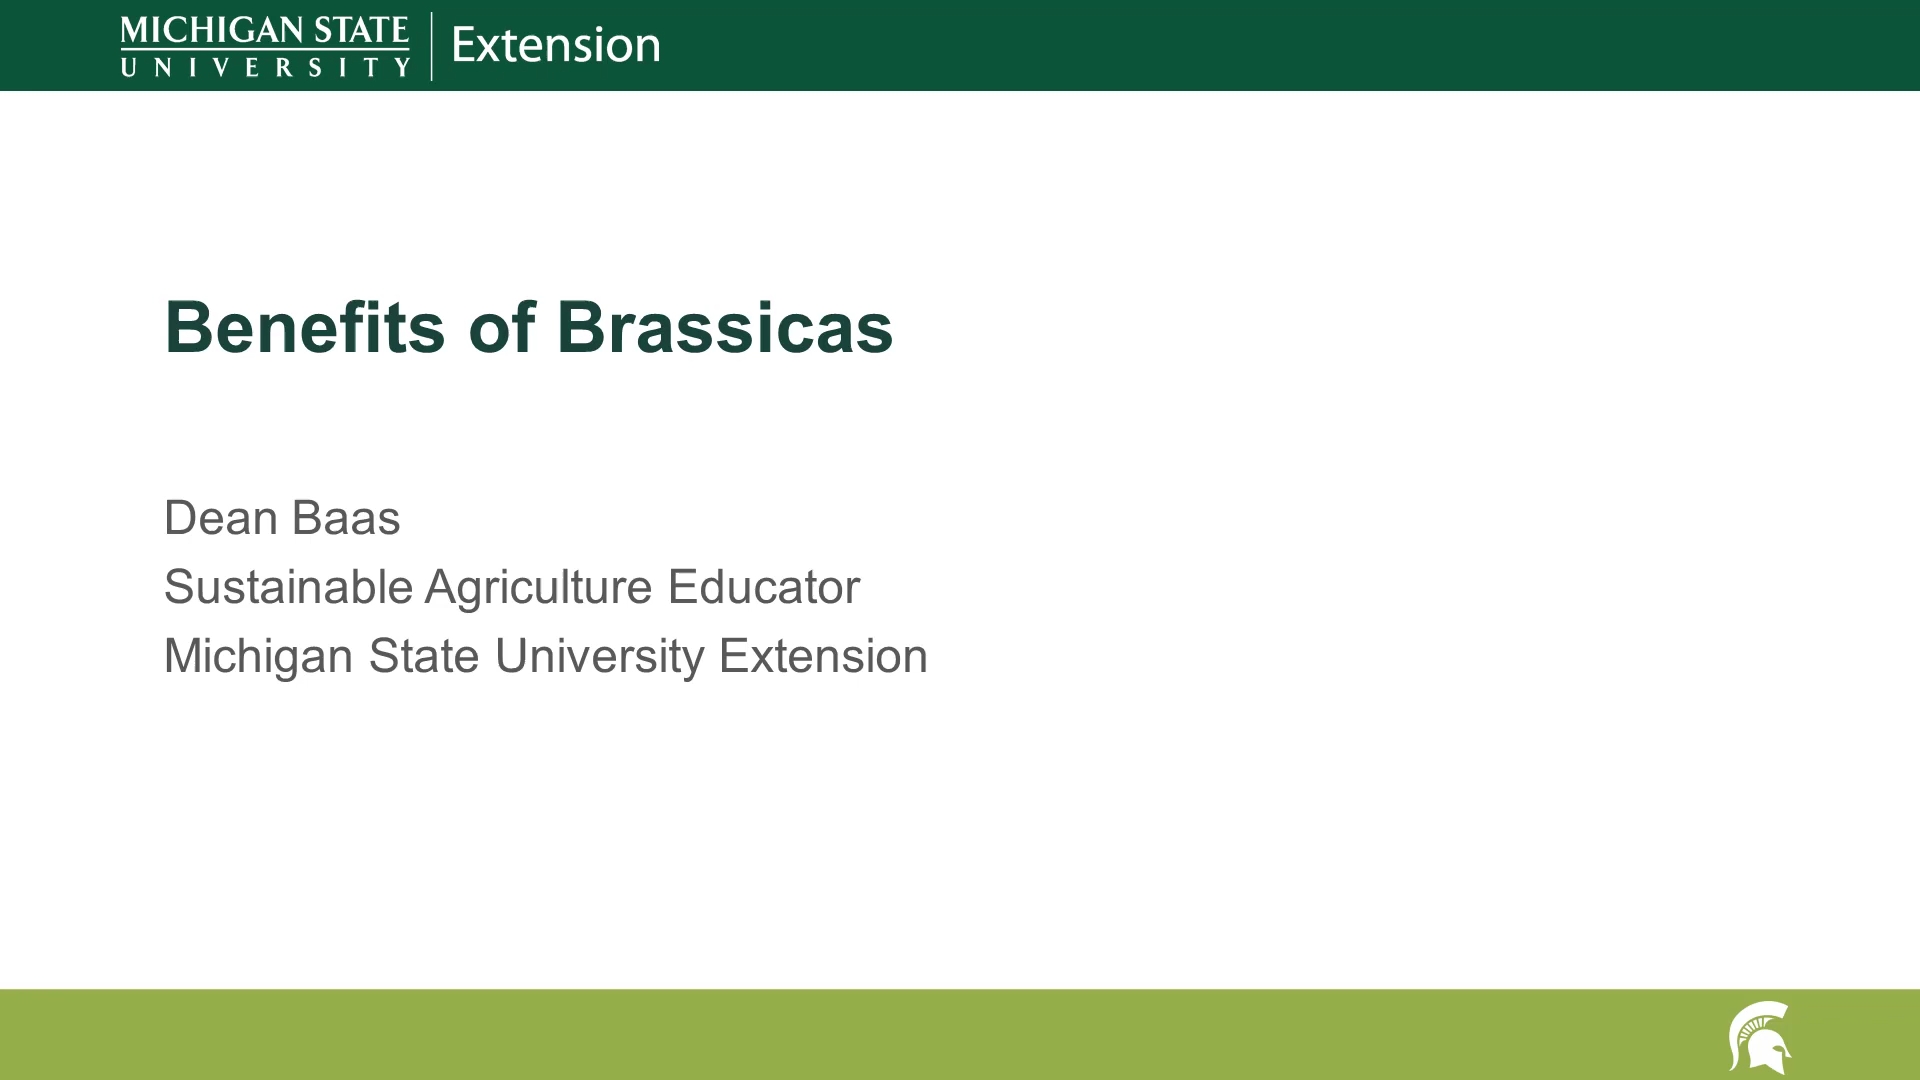 MICHIGAN STATE
UNIVERSITY
Extension
Benefits of Brassicas
Dean Baas
Sustainable Agriculture Educator
Michigan State University Extension